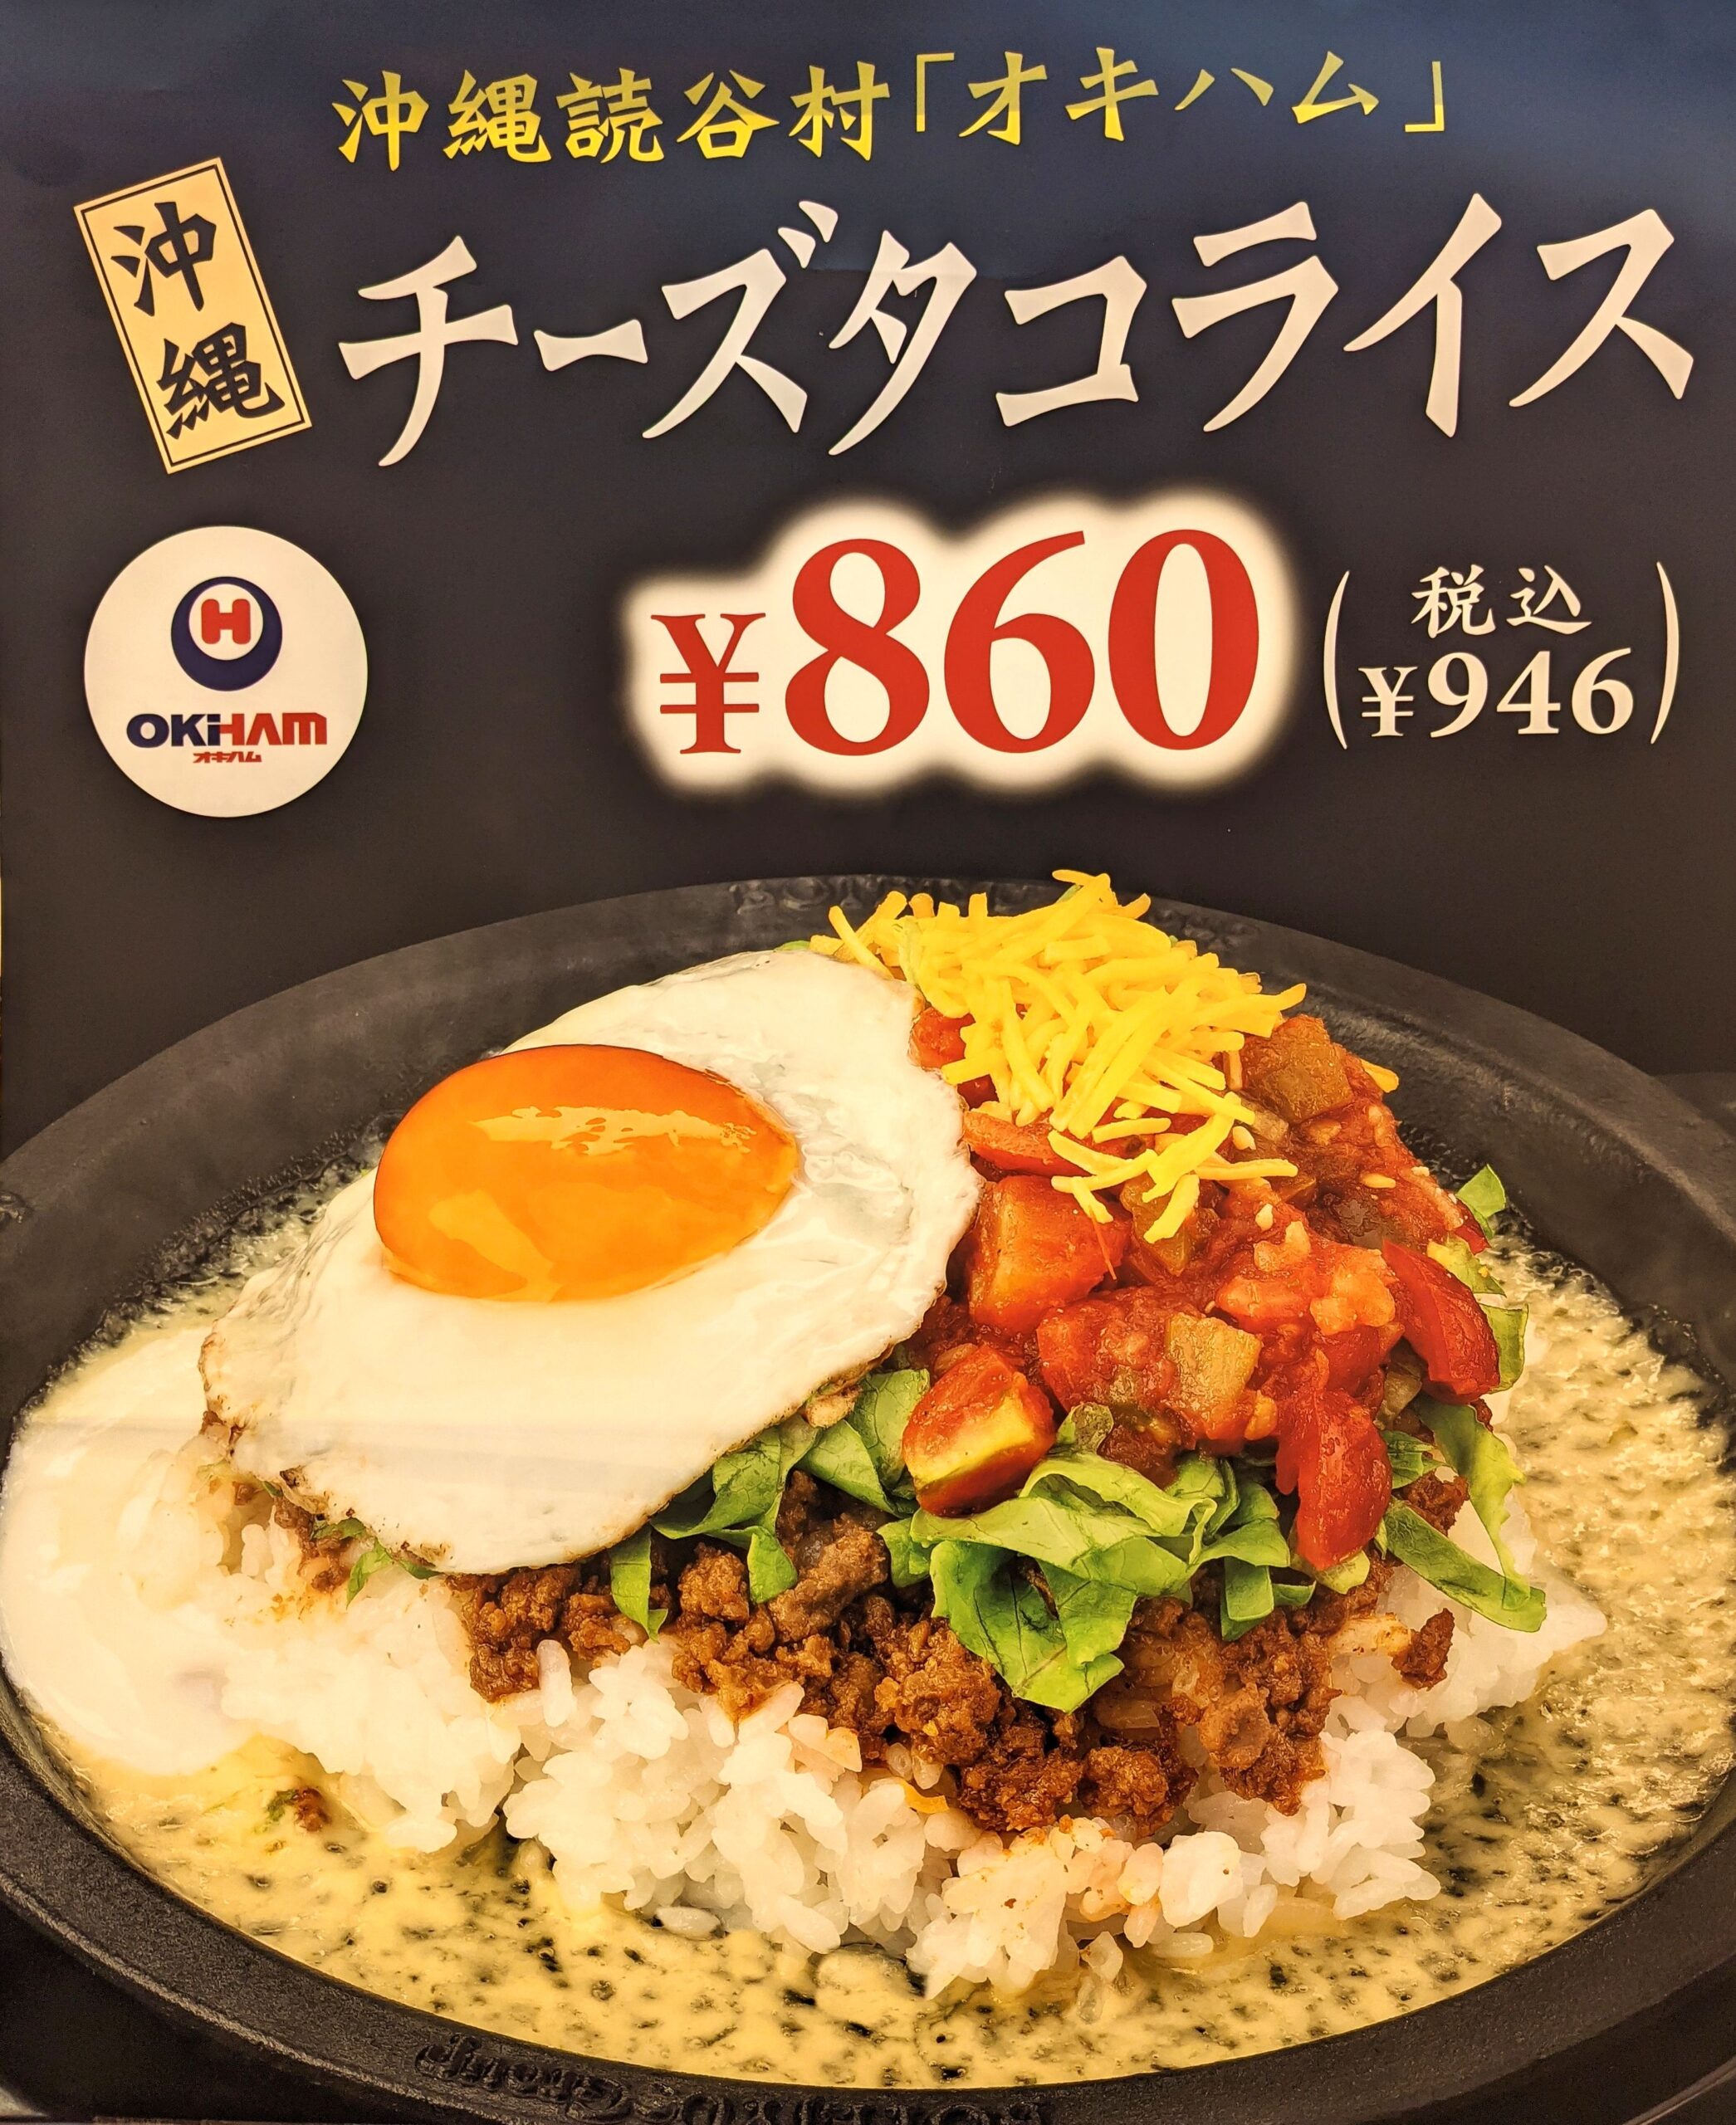 沖縄読谷村「オキハム」
沖縄
チーズタコライス
¥860
(税込
¥946)
H
OKiHAM
オキハム